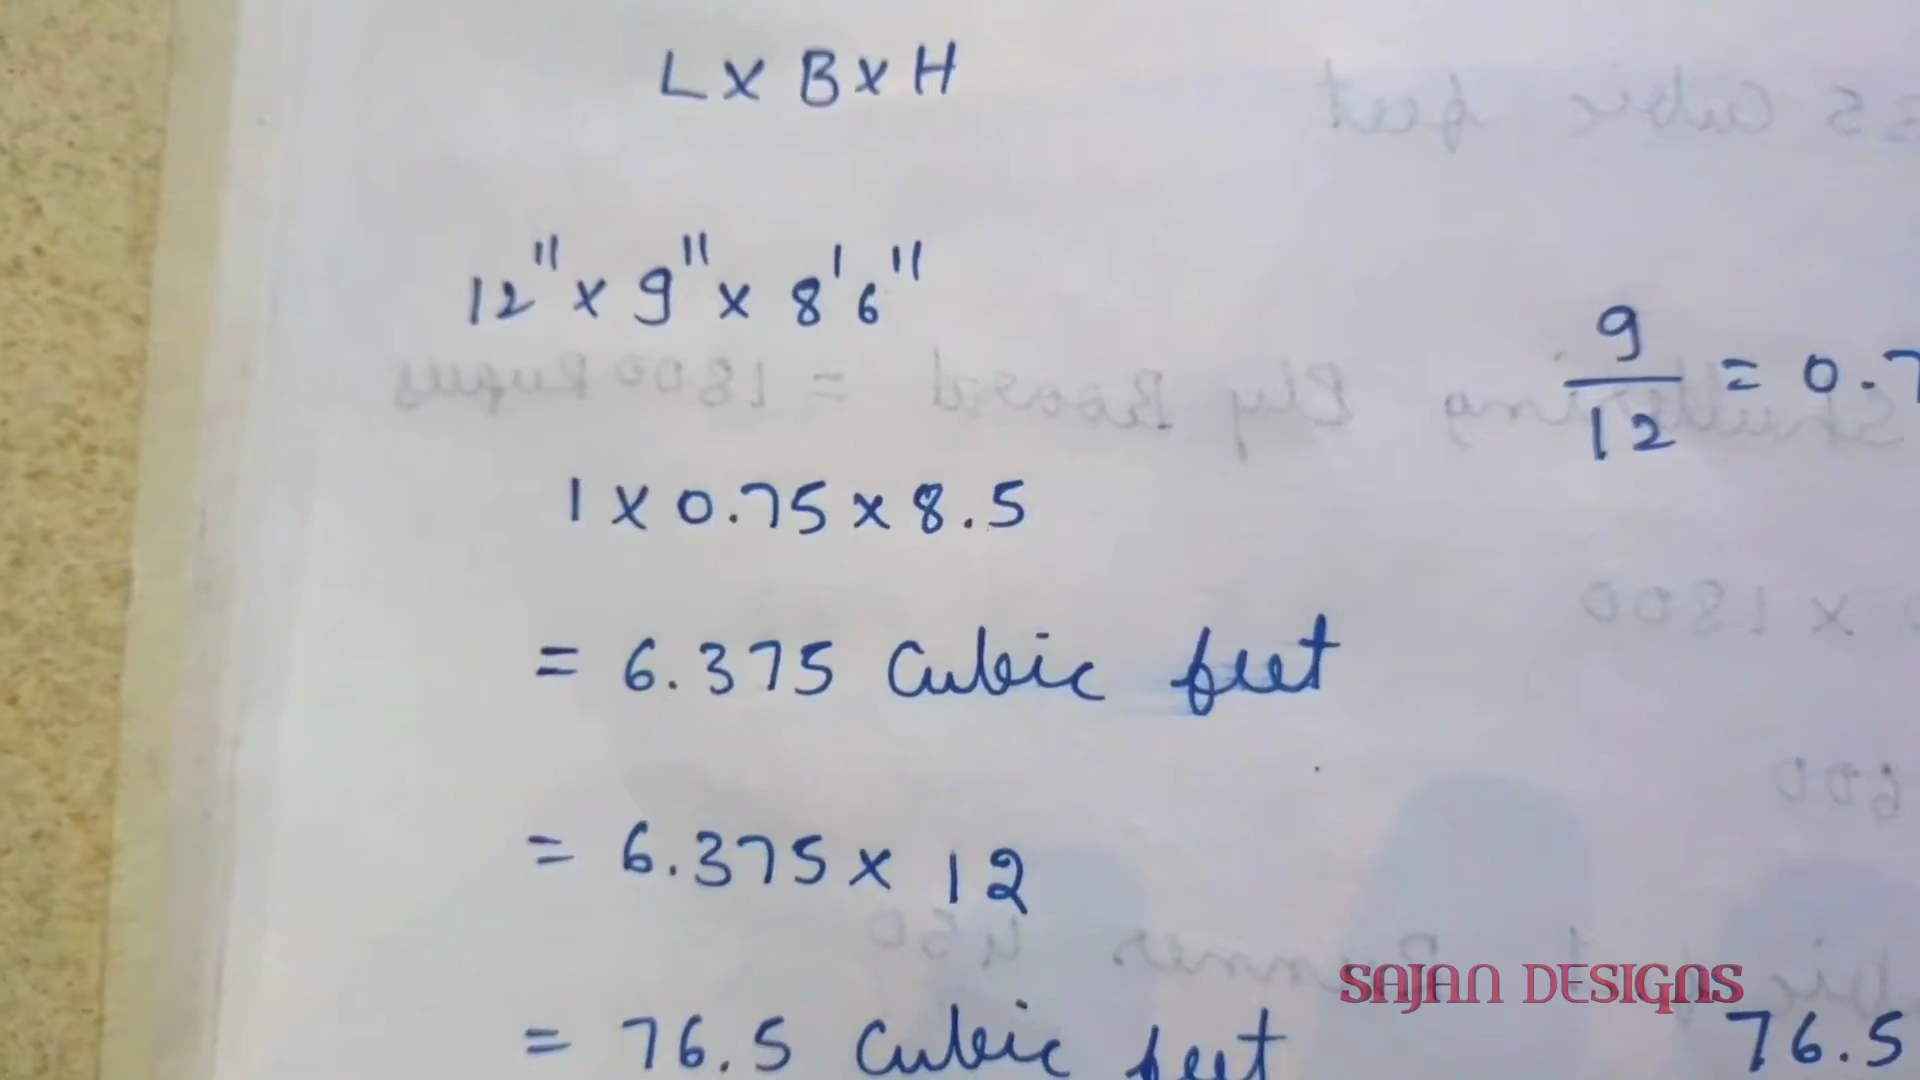 L x B x H
12" x 9" x 8'6"
9/12 = 0.7
1 x 0.75 x 8.5
= 6.375 Cubic feet
= 6.375 x 12
= 76.5 Cubic feet
76.5
SAJAN DESIGNS